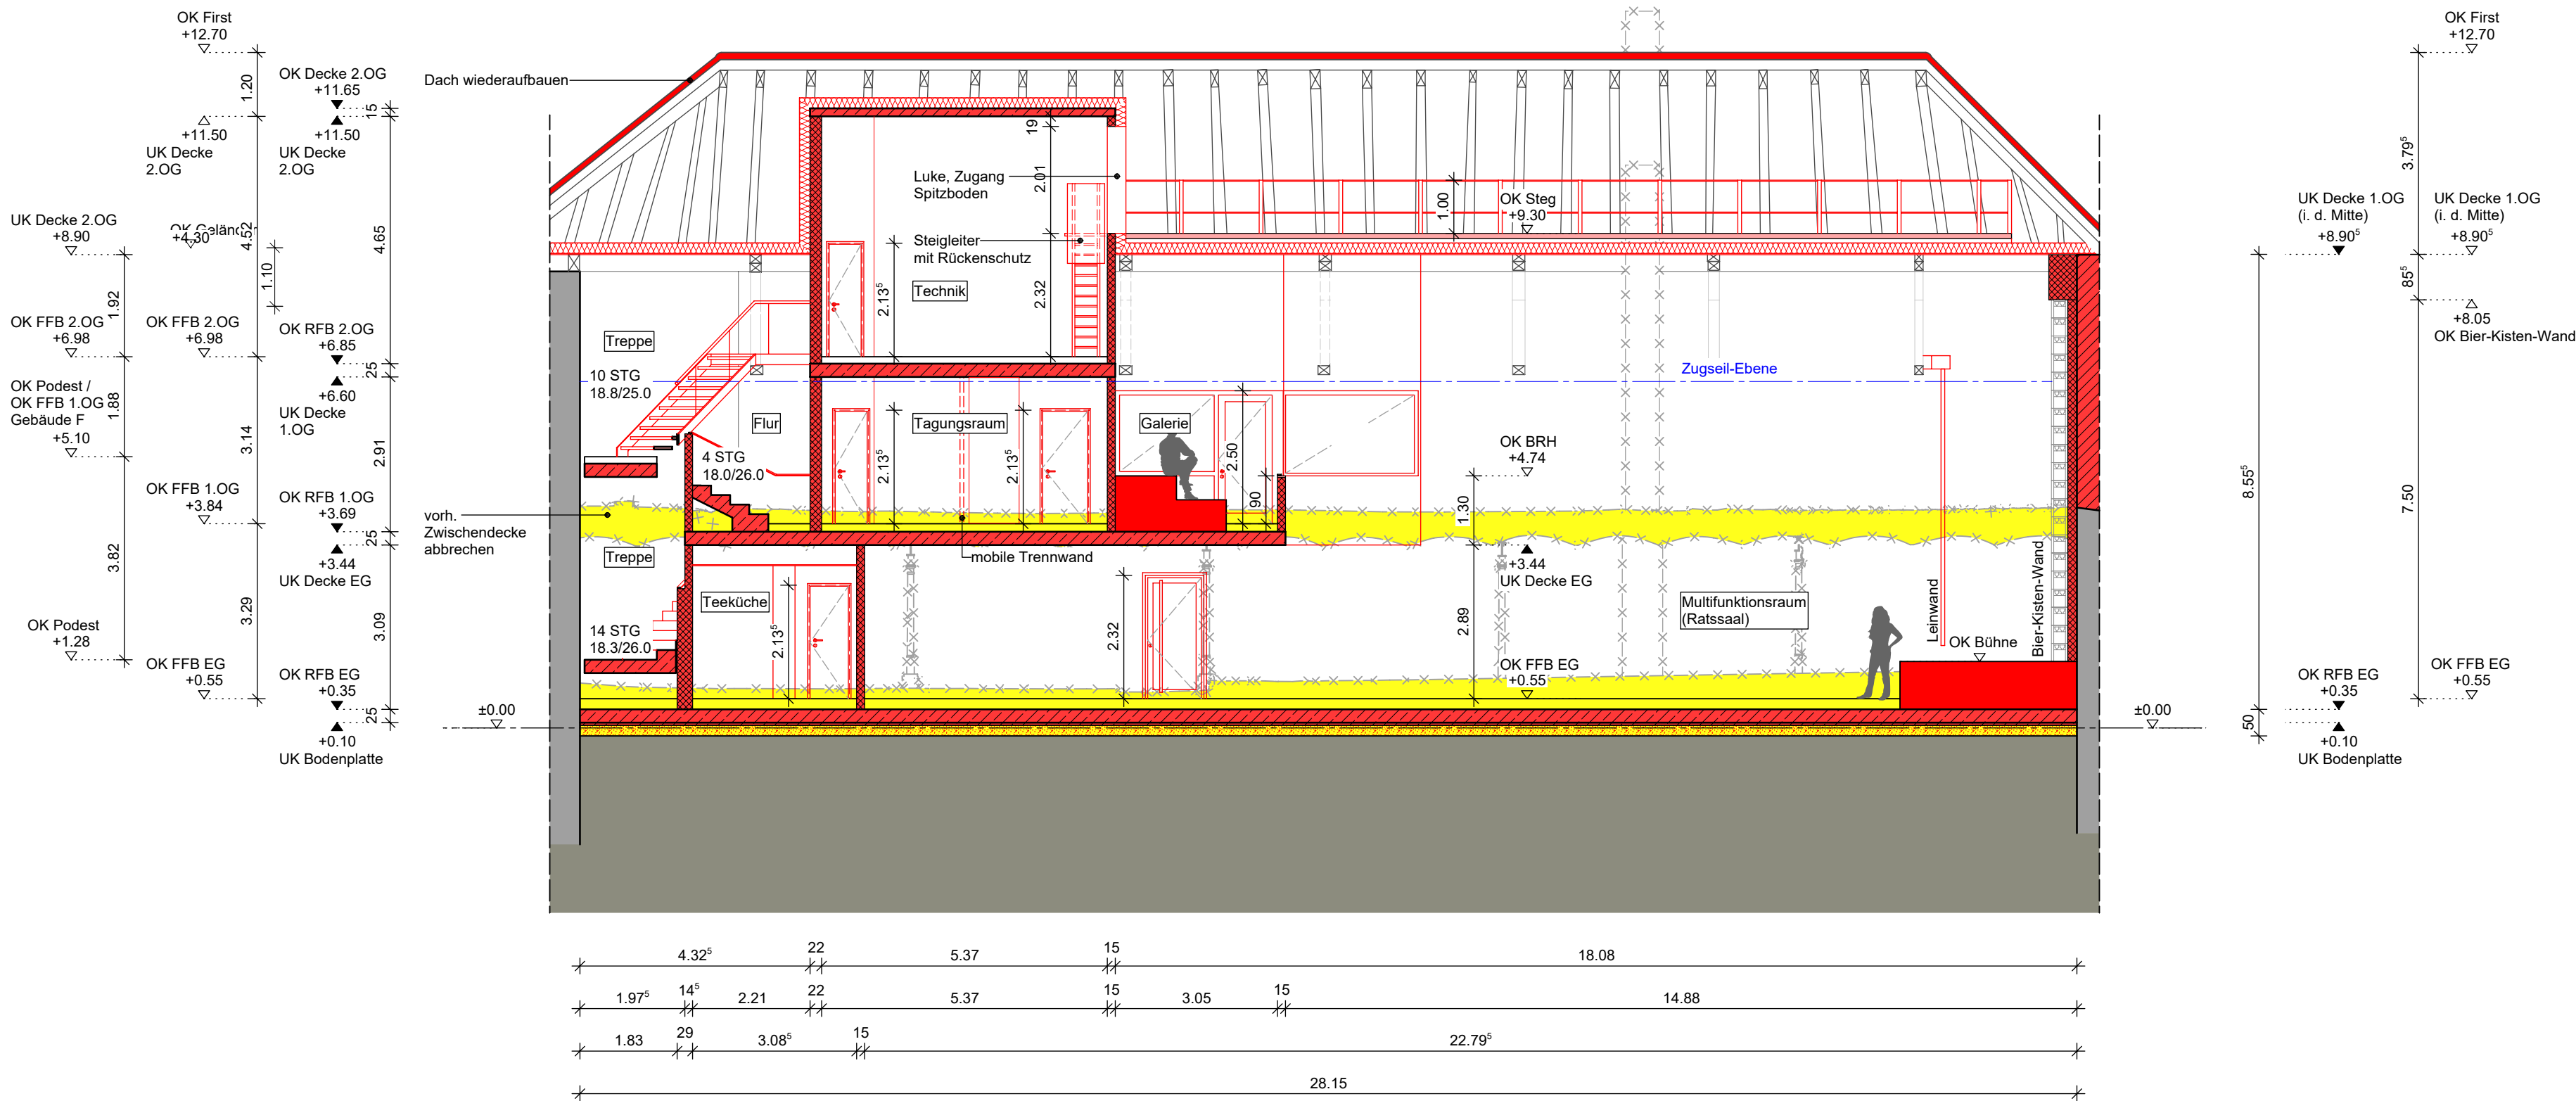 OK First
+12.70
1.20
+11.50
UK Decke
2.OG
OK Decke 2.OG
+11.65
15
+11.50
UK Decke
2.OG
UK Decke 2.OG
+8.90
+4.30
4.52
1.10
4.65
1.92
OK FFB 2.OG
+6.98
OK FFB 2.OG
+6.98
OK RFB 2.OG
+6.85
25
+6.60
UK Decke
1.OG
OK Podest /
OK FFB 1.OG
Gebäude F
+5.10
1.88
3.14
2.91
OK FFB 1.OG
+3.84
OK RFB 1.OG
+3.69
25
+3.44
UK Decke EG
3.82
3.29
3.09
OK Podest
+1.28
OK FFB EG
+0.55
OK RFB EG
+0.35
25
+0.10
UK Bodenplatte
±0.00
Dach wiederaufbauen
vorh.
Zwischendecke
abbrechen
Treppe
10 STG
18.8/25.0
Flur
4 STG
18.0/26.0
Treppe
14 STG
18.3/26.0
Teeküche
2.13⁵
19
2.01
Luke, Zugang
Spitzboden
Steigleiter
mit Rückenschutz
Technik
2.13⁵
2.32
Tagungsraum
2.13⁵
2.13⁵
mobile Trennwand
Galerie
2.50
90
2.32
1.00
OK Steg
+9.30
Zugseil-Ebene
OK BRH
+4.74
1.30
+3.44
UK Decke EG
2.89
OK FFB EG
+0.55
Multifunktionsraum
(Ratssaal)
Leinwand
OK Bühne
Bier-Kisten-Wand
±0.00
OK First
+12.70
3.79⁵
UK Decke 1.OG
(i. d. Mitte)
+8.90⁵
UK Decke 1.OG
(i. d. Mitte)
+8.90⁵
85⁵
+8.05
OK Bier-Kisten-Wand
8.55⁵
7.50
OK RFB EG
+0.35
OK FFB EG
+0.55
50
+0.10
UK Bodenplatte
4.32⁵ 22 5.37 15 18.08
1.97⁵ 14⁵ 2.21 22 5.37 15 3.05 15 14.88
1.83 29 3.08⁵ 15 22.79⁵
28.15